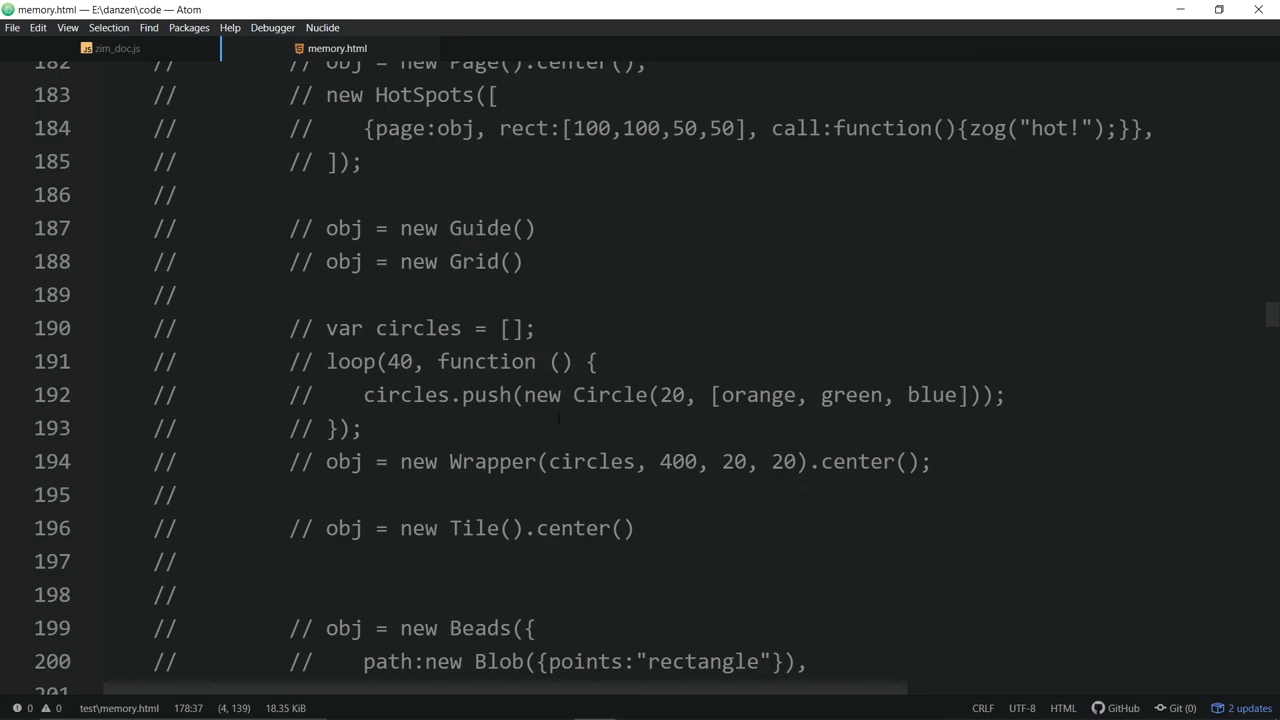 memory.html — E:\danzen\code — Atom
File Edit View Selection Find Packages Help Debugger Nuclide
zim_doc.js memory.html
182 // // obj = new Page().center(),
183 // // new HotSpots([
184 // // {page:obj, rect:[100,100,50,50], call:function(){zog("hot!");}},
185 // // ]);
186 //
187 // // obj = new Guide()
188 // // obj = new Grid()
189 //
190 // // var circles = [];
191 // // loop(40, function () {
192 // // circles.push(new Circle(20, [orange, green, blue]));
193 // // });
194 // // obj = new Wrapper(circles, 400, 20, 20).center();
195 //
196 // // obj = new Tile().center()
197 //
198 //
199 // // obj = new Beads({
200 // // path:new Blob({points:"rectangle"}),
201
0 0 test\memory.html 178:37 (4, 139) 18.35 KiB CRLF UTF-8 HTML GitHub Git (0) 2 updates